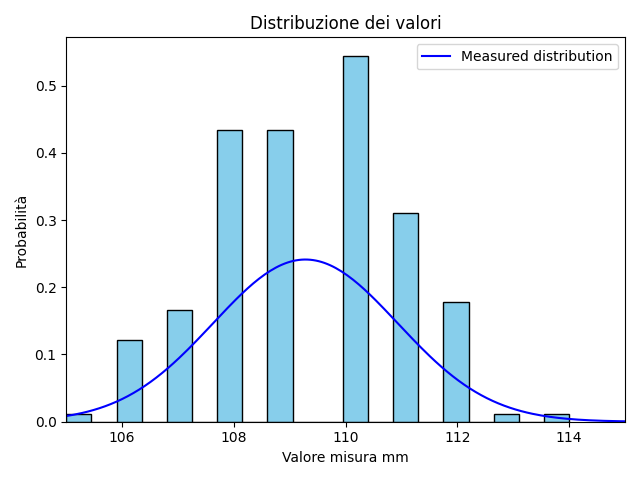 Distribuzione dei valori
Measured distribution
Probabilità
0.5
0.4
0.3
0.2
0.1
0.0
106 108 110 112 114
Valore misura mm